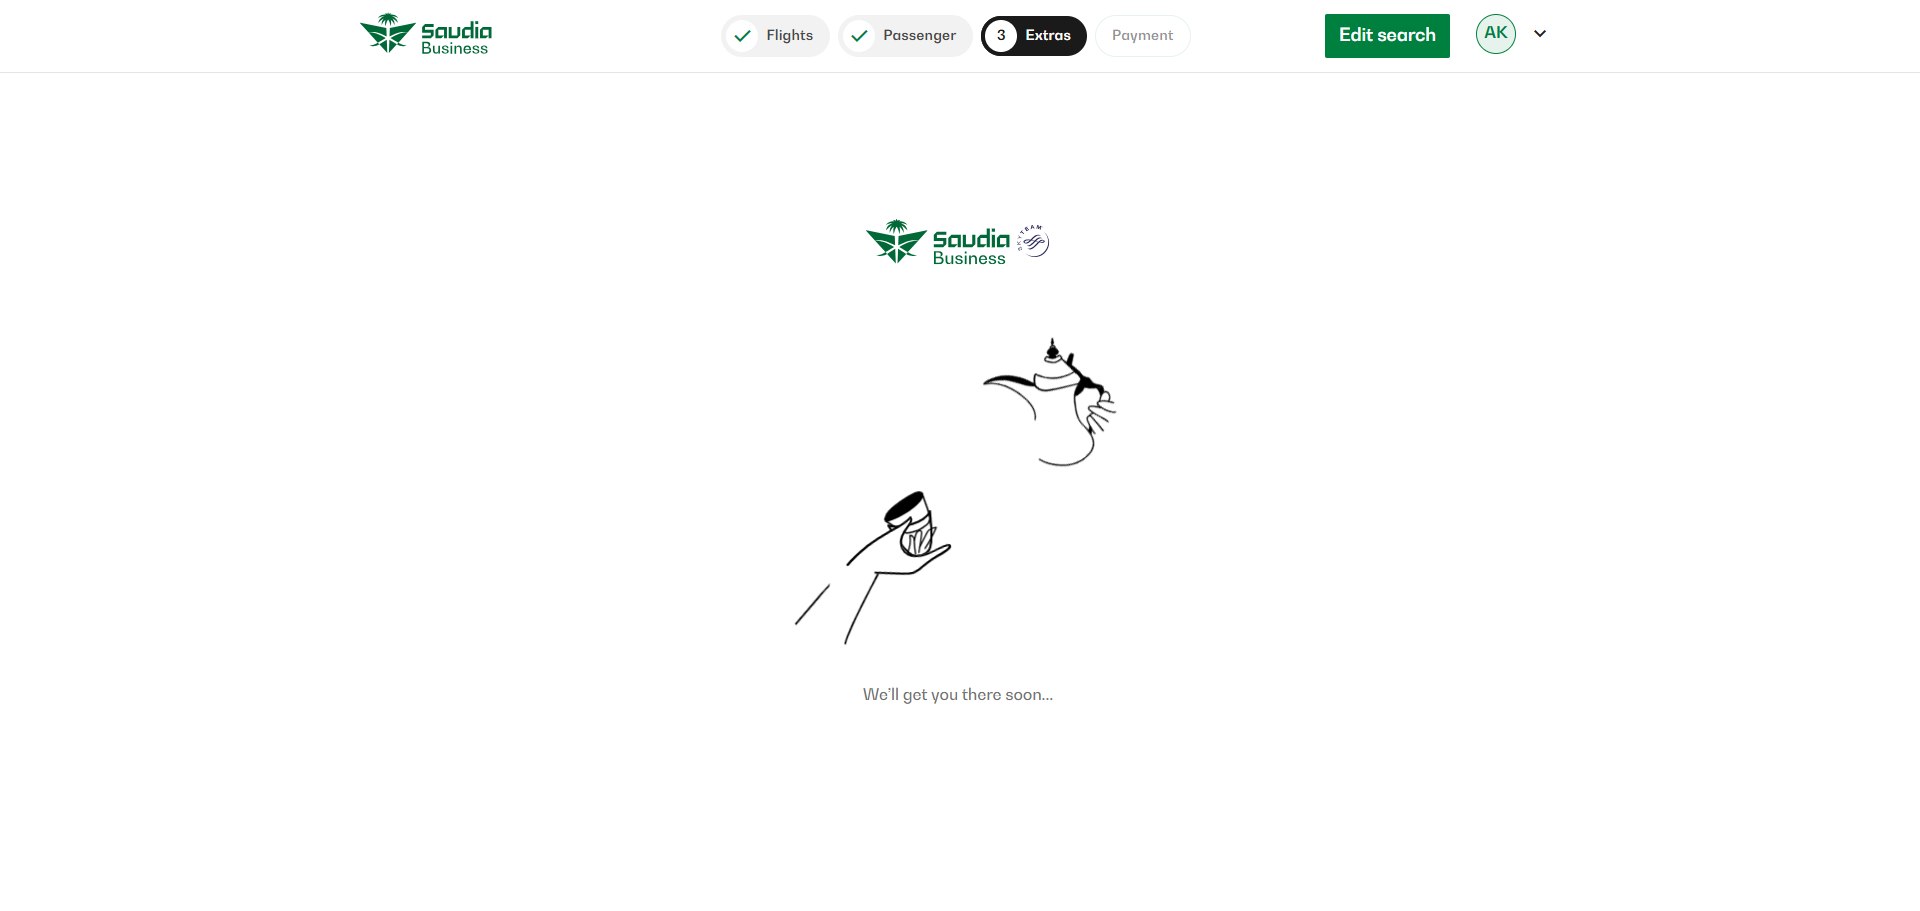 Saudia
Business
Flights
Passenger
3
Extras
Payment
Edit search
AK
Saudia
Business
SKYTEAM
We'll get you there soon...